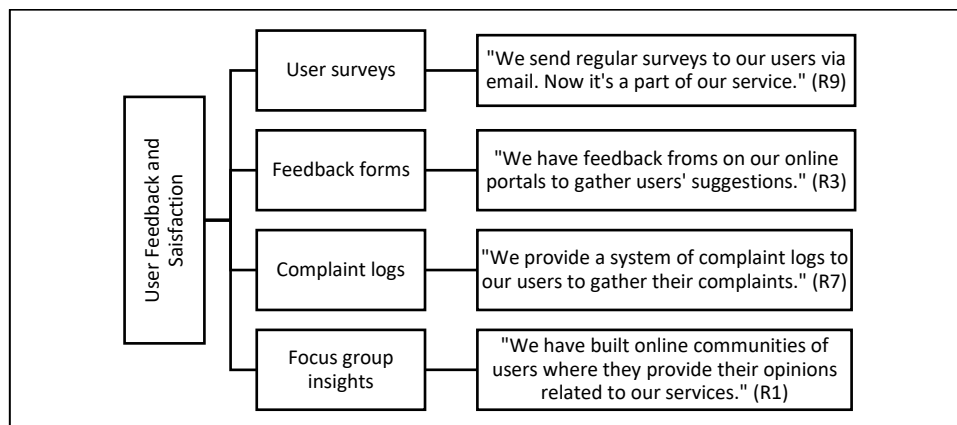 User Feedback and
Saisfaction
User surveys
"We send regular surveys to our users via
email. Now it's a part of our service." (R9)
Feedback forms
"We have feedback froms on our online
portals to gather users' suggestions." (R3)
Complaint logs
"We provide a system of complaint logs to
our users to gather their complaints." (R7)
Focus group
insights
"We have built online communities of
users where they provide their opinions
related to our services." (R1)